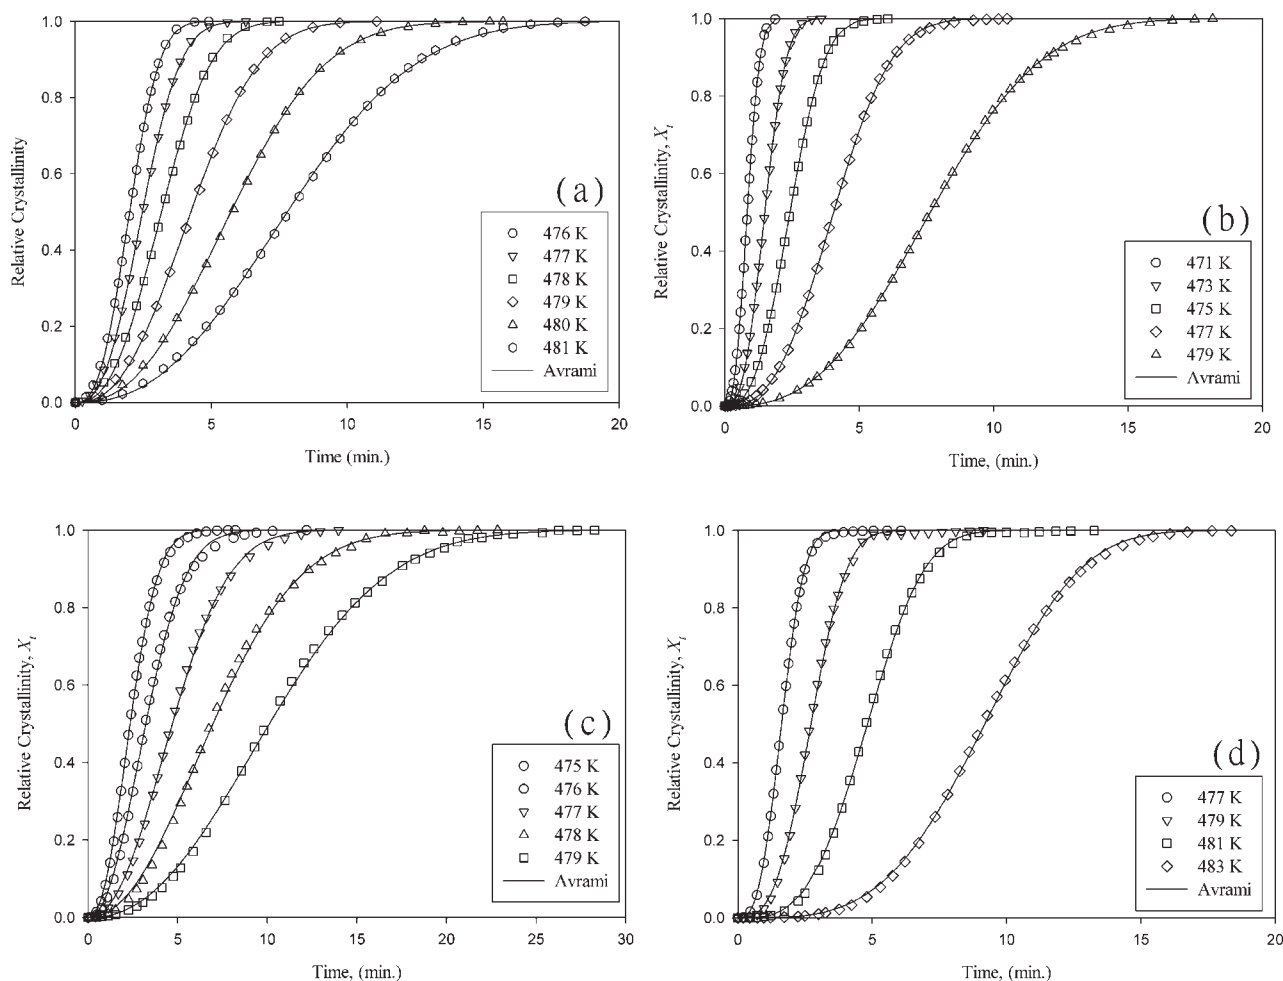 1.0
0.8
0.6
0.4
0.2
0.0
Relative Crystallinity
(a)
476 K
477 K
478 K
479 K
480 K
481 K
Avrami
0 5 10 15 20
Time (min.)
1.0
0.8
0.6
0.4
0.2
0.0
Relative Crystallinity, Xt
(b)
471 K
473 K
475 K
477 K
479 K
Avrami
0 5 10 15 20
Time, (min.)
1.0
0.8
0.6
0.4
0.2
0.0
Relative Crystallinity, Xt
(c)
475 K
476 K
477 K
478 K
479 K
Avrami
0 5 10 15 20 25 30
Time, (min.)
1.0
0.8
0.6
0.4
0.2
0.0
Relative Crystallinity, Xt
(d)
477 K
479 K
481 K
483 K
Avrami
0 5 10 15 20
Time, (min.)